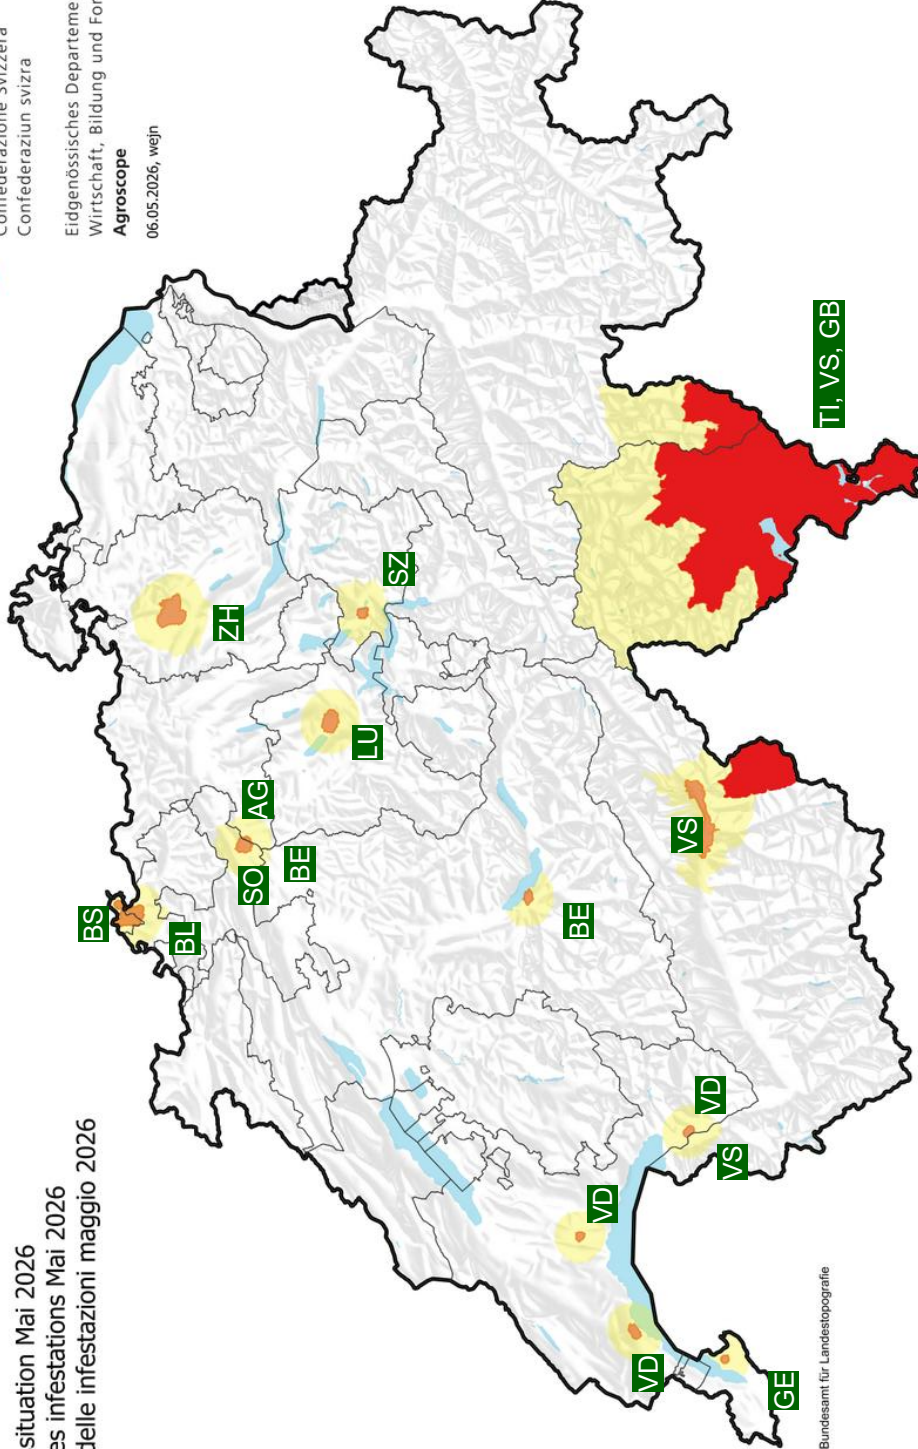 situation Mai 2026
es infestations Mai 2026
delle infestazioni maggio 2026
Confederazione Svizzera
Confederaziun svizra
Eidgenössisches Departeme
Wirtschaft, Bildung und For
Agroscope
06.05.2026, wejn
BS
BL
AG
SO
BE
ZH
LU
SZ
BE
VD
VD
VD
VS
VS
GE
TI, VS, GB
Bundesamt für Landestopografie